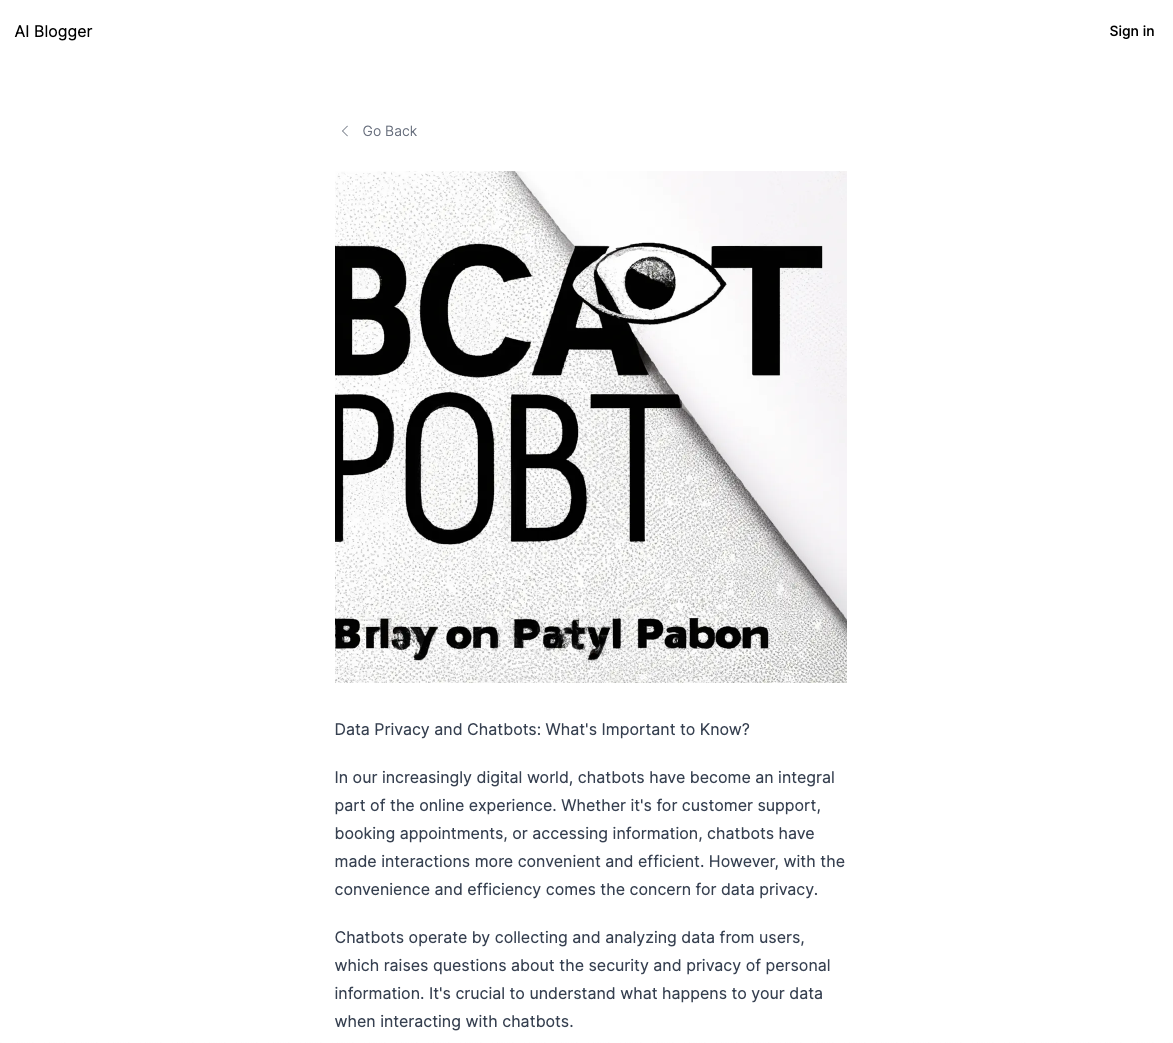 AI Blogger
Sign in
Go Back
BCAT
POBT
Brlay on Patyl Pabon
Data Privacy and Chatbots: What's Important to Know?
In our increasingly digital world, chatbots have become an integral
part of the online experience. Whether it's for customer support,
booking appointments, or accessing information, chatbots have
made interactions more convenient and efficient. However, with the
convenience and efficiency comes the concern for data privacy.
Chatbots operate by collecting and analyzing data from users,
which raises questions about the security and privacy of personal
information. It's crucial to understand what happens to your data
when interacting with chatbots.